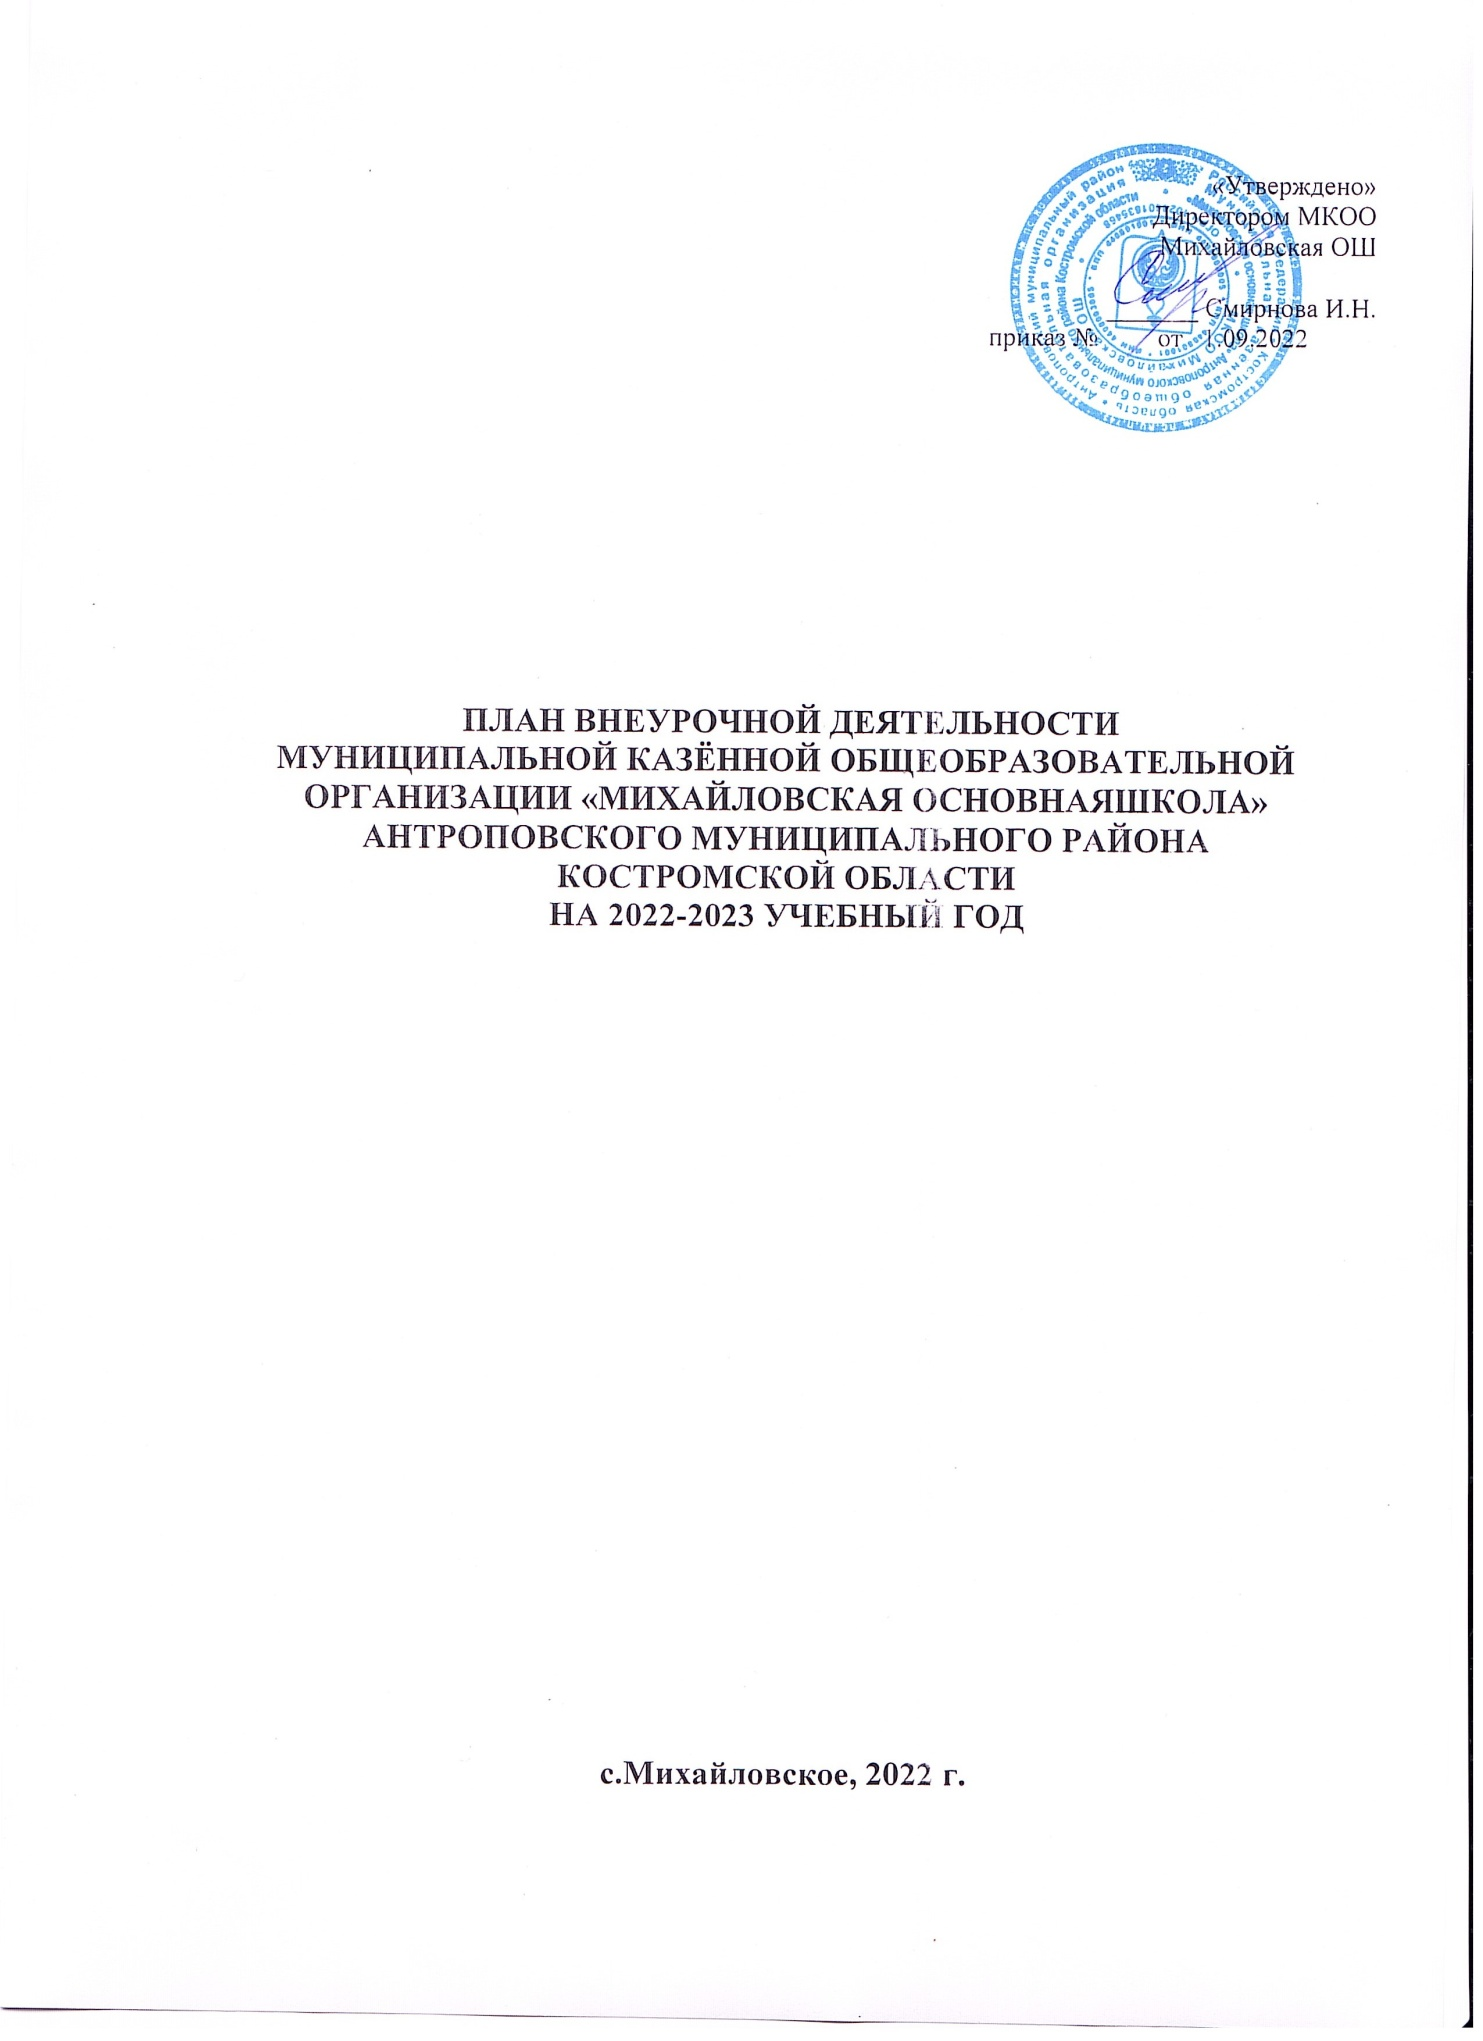 «Утверждено»
Директором МКОО
Михайловская ОШ
_______ Смирнова И.Н.
приказ № от 1.09.2022
ПЛАН ВНЕУРОЧНОЙ ДЕЯТЕЛЬНОСТИ
МУНИЦИПАЛЬНОЙ КАЗЁННОЙ ОБЩЕОБРАЗОВАТЕЛЬНОЙ
ОРГАНИЗАЦИИ «МИХАЙЛОВСКАЯ ОСНОВНАЯШКОЛА»
АНТРОПОВСКОГО МУНИЦИПАЛЬНОГО РАЙОНА
КОСТРОМСКОЙ ОБЛАСТИ
НА 2022-2023 УЧЕБНЫЙ ГОД
с.Михайловское, 2022 г.